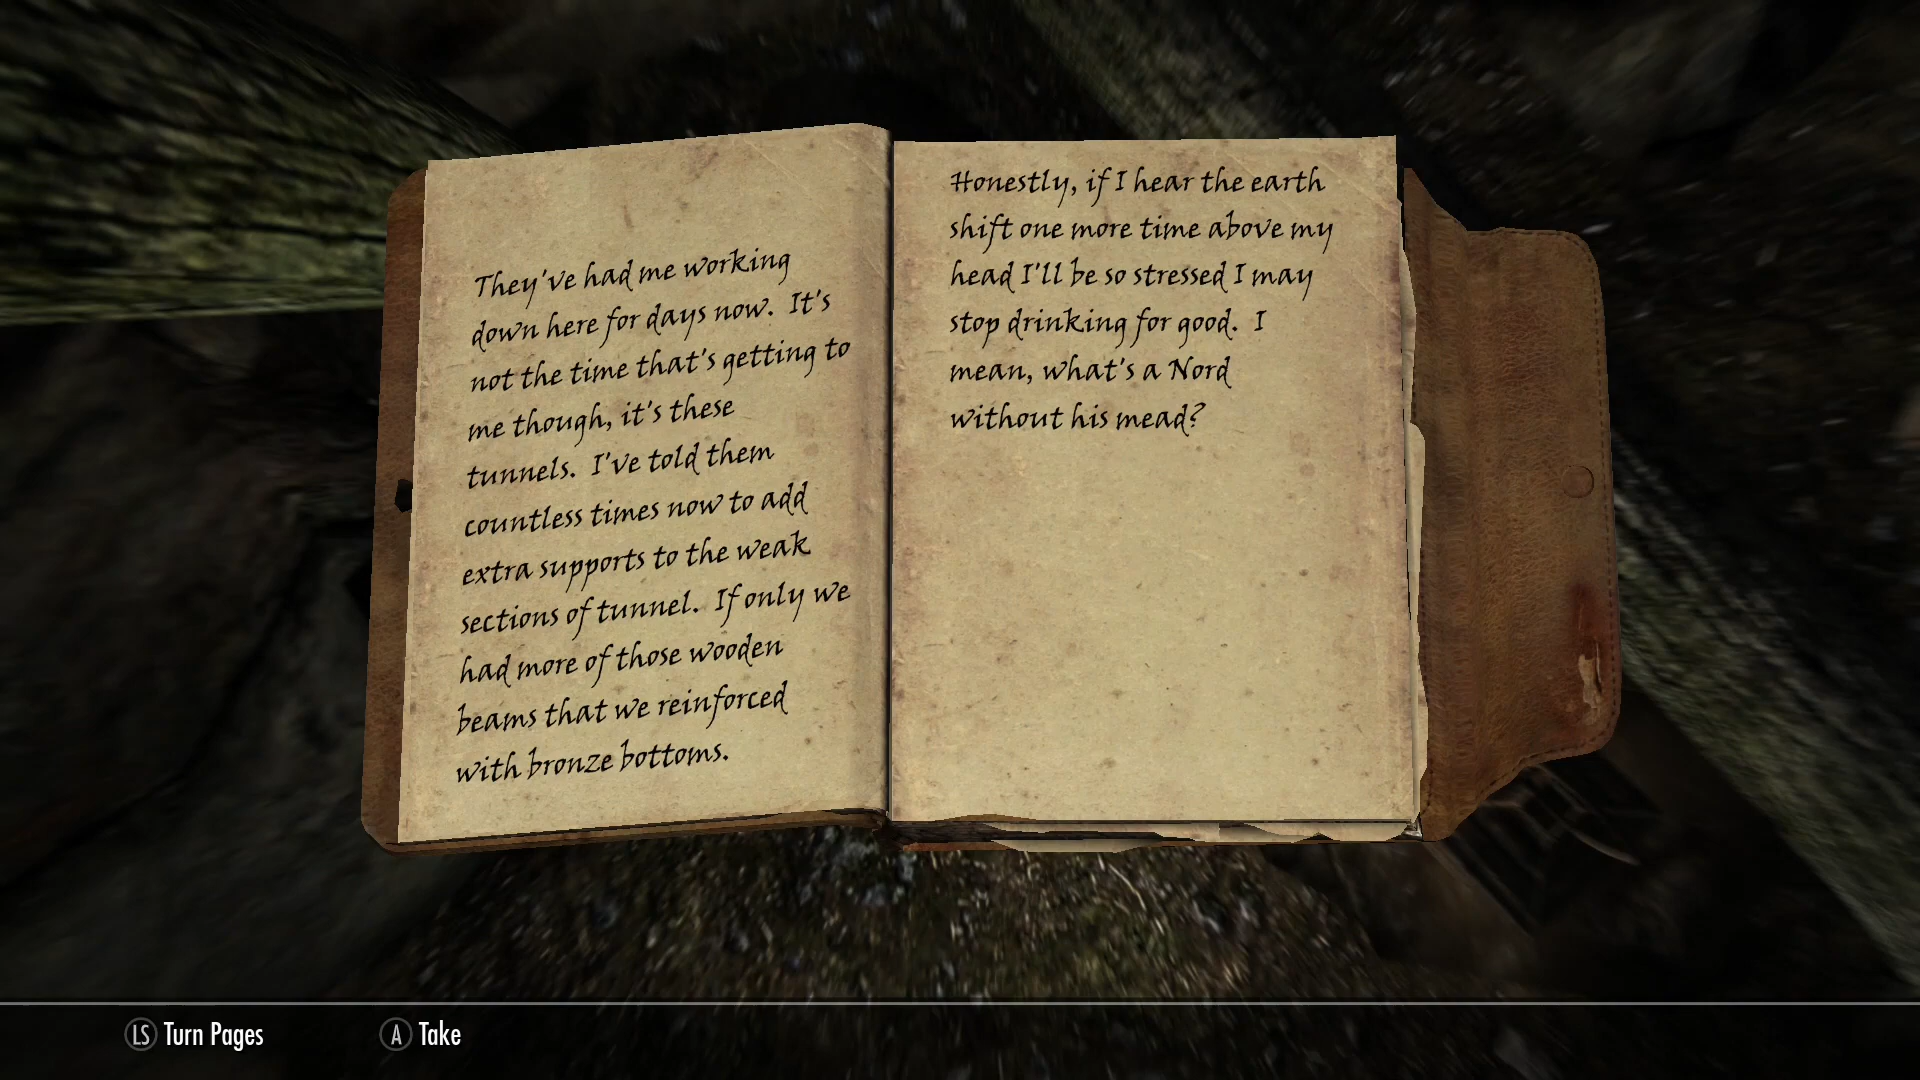 They've had me working
down here for days now.  It's
not the time that's getting to
me though, it's these
tunnels.  I've told them
countless times now to add
extra supports to the weak
sections of tunnel.  If only we
had more of those wooden
beams that we reinforced
with bronze bottoms.
Honestly, if I hear the earth
shift one more time above my
head I'll be so stressed I may
stop drinking for good.  I
mean, what's a Nord
without his mead?
LS Turn Pages
A Take